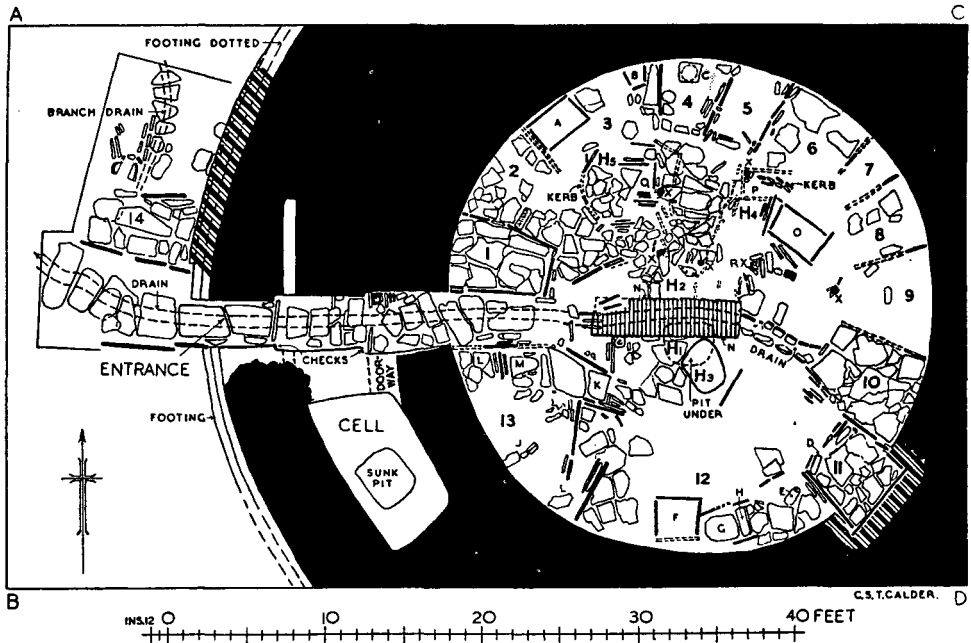 A
C
FOOTING DOTTED
BRANCH DRAIN
B
C
4
5
3
A
6
2
H5
7
KERB
Q
X
X
P
KERB
H4
14
O
8
1
RX
X
X
X
H2
9
N
DRAIN
ENTRANCE
CHECKS
DOOR-
WAY
L
M
K
H1
N
DRAIN
H3
PIT
UNDER
10
FOOTING
CELL
SUNK
PIT
13
J
D
11
12
L
H
E
F
G
B
C.S.T.CALDER.
D
INS.12 0 10 20 30 40 FEET